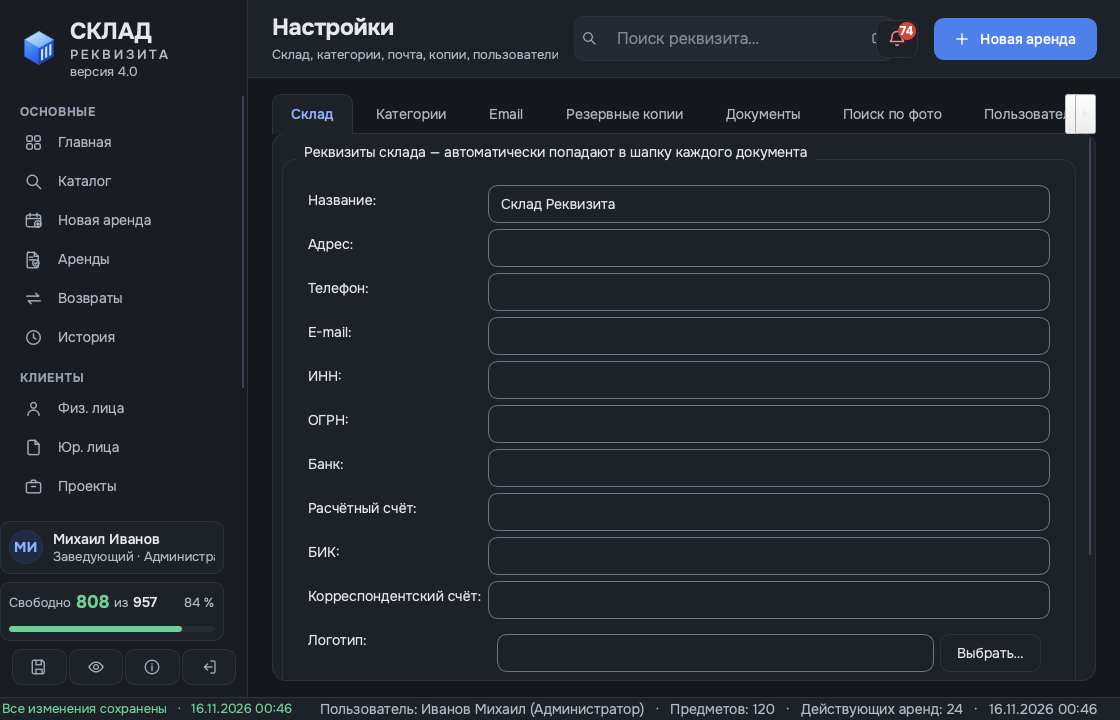 СКЛАД
РЕКВИЗИТА
версия 4.0
ОСНОВНЫЕ
Главная
Каталог
Новая аренда
Аренды
Возвраты
История
КЛИЕНТЫ
Физ. лица
Юр. лица
Проекты
МИ
Михаил Иванов
Заведующий · Администра
Свободно 808 из 957 84 %
Настройки
Склад, категории, почта, копии, пользователи
Поиск реквизита...
74
Новая аренда
Склад Категории Email Резервные копии Документы Поиск по фото Пользовател
Реквизиты склада — автоматически попадают в шапку каждого документа
Название: Склад Реквизита
Адрес:
Телефон:
E-mail:
ИНН:
ОГРН:
Банк:
Расчётный счёт:
БИК:
Корреспондентский счёт:
Логотип: Выбрать...
Все изменения сохранены · 16.11.2026 00:46 Пользователь: Иванов Михаил (Администратор) · Предметов: 120 · Действующих аренд: 24 · 16.11.2026 00:46